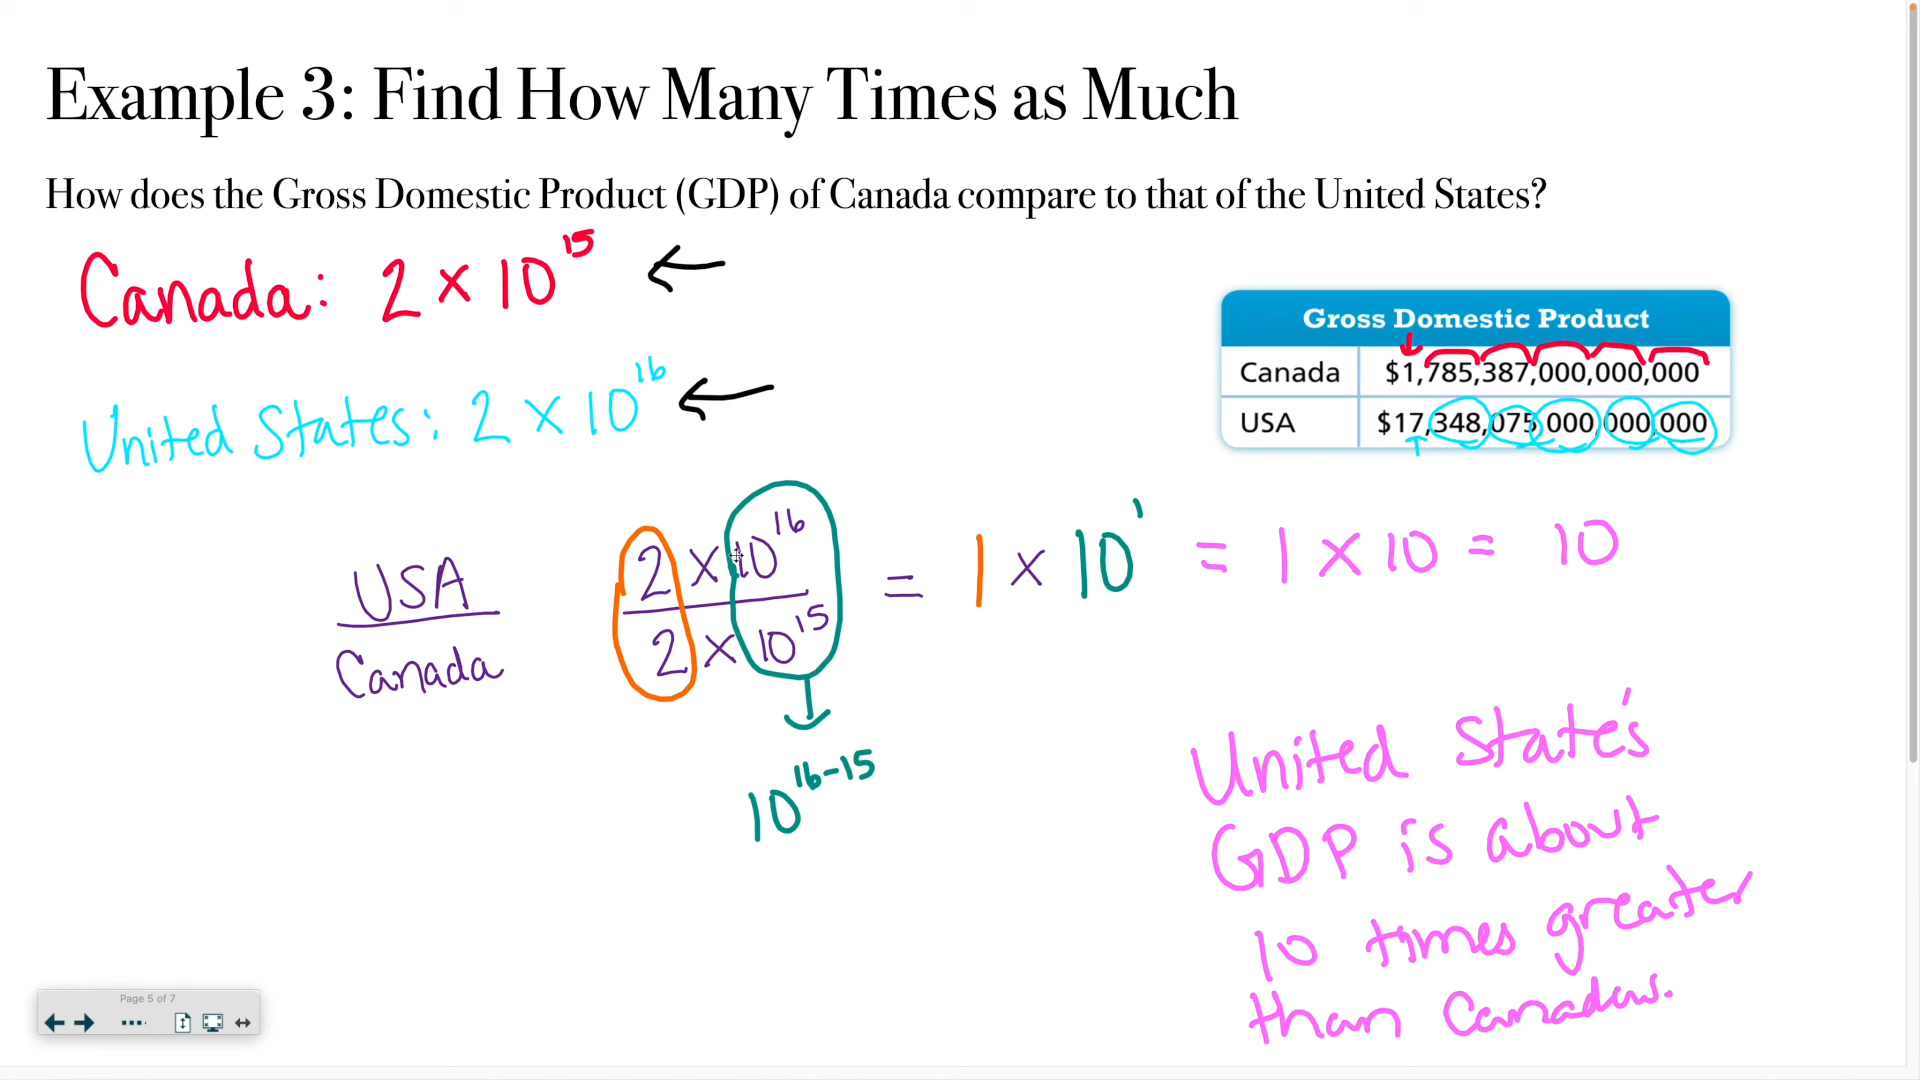 Example 3: Find How Many Times as Much
How does the Gross Domestic Product (GDP) of Canada compare to that of the United States?
Canada: 2 × 10^15 ←
United States: 2 × 10^16 ←
Gross Domestic Product
Canada $1,785,387,000,000,000
USA $17,348,075,000,000,000
USA
Canada
2 × 10^16
2 × 10^15
= 1 × 10^1 = 1 × 10 = 10
10^16-15
United State's
GDP is about
10 times greater
than Canadas.
Page 5 of 7